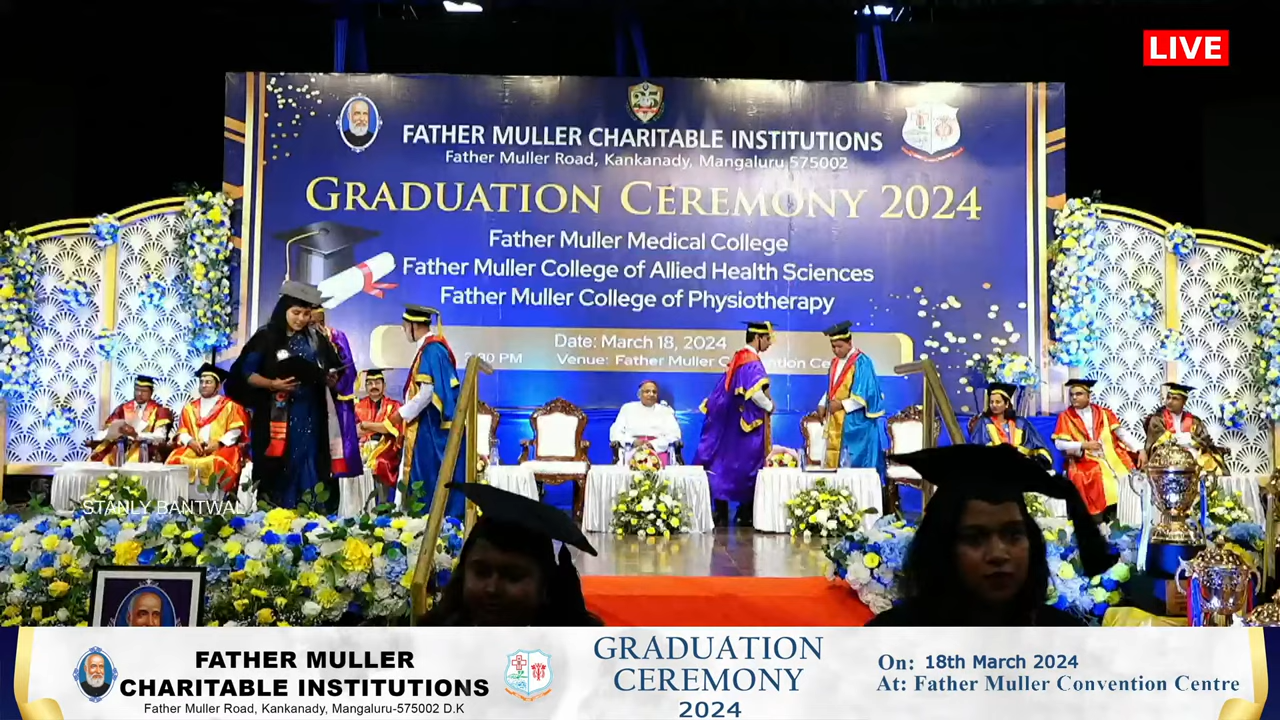 LIVE
FATHER MULLER CHARITABLE INSTITUTIONS
Father Muller Road, Kankanady, Mangaluru 575002
GRADUATION CEREMONY 2024
Father Muller Medical College
Father Muller College of Allied Health Sciences
Father Muller College of Physiotherapy
Date: March 18, 2024
PM Venue: Father Muller Convention
STANLY BANTWAL
FATHER MULLER
CHARITABLE INSTITUTIONS
Father Muller Road, Kankanady, Mangaluru-575002 D.K
GRADUATION
CEREMONY
2024
On: 18th March 2024
At: Father Muller Convention Centre